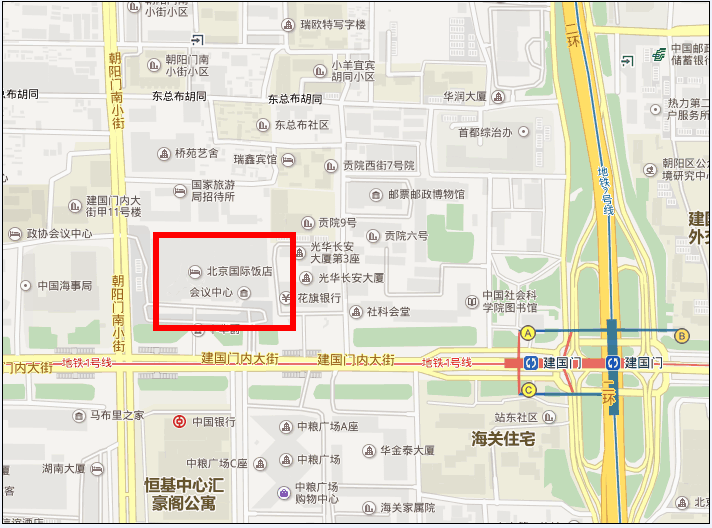 朝阳门南
小街小区
瑞欧特写字楼
二环
中国邮政
储蓄银行
朝阳门南小街
朝阳门南
小街小区
小羊宜宾
胡同小区
东总布胡同
东总布胡同
东总布胡同
华润大厦
热力第二
户服务所
东总布社区
首都综治办
桥苑艺舍
瑞鑫宾馆
贡院西街7号院
朝阳区公
境研究中心
国家旅游
局招待所
邮票邮政博物馆
地铁2号线
建国门内大
街甲11号楼
贡院9号
贡院六号
建国
外交
政协会议中心
光华长安
大厦第3座
北京国际饭店
会议中心
光华长安大厦
花旗银行
中国海事局
朝阳门南小街
社科会堂
中国社会科
学院图书馆
A
B
门内大街
地铁1号线
建国门内大街
建国门内大街
地铁1号线
建国门
建国门
C
二环
马布里之家
中国银行
中粮广场A座
站东社区
海关住宅
华金泰大厦
湖南大厦
中粮广场C座
中粮广场
恒基中心汇
豪阁公寓
中粮广场
购物中心
海关家属院
北京